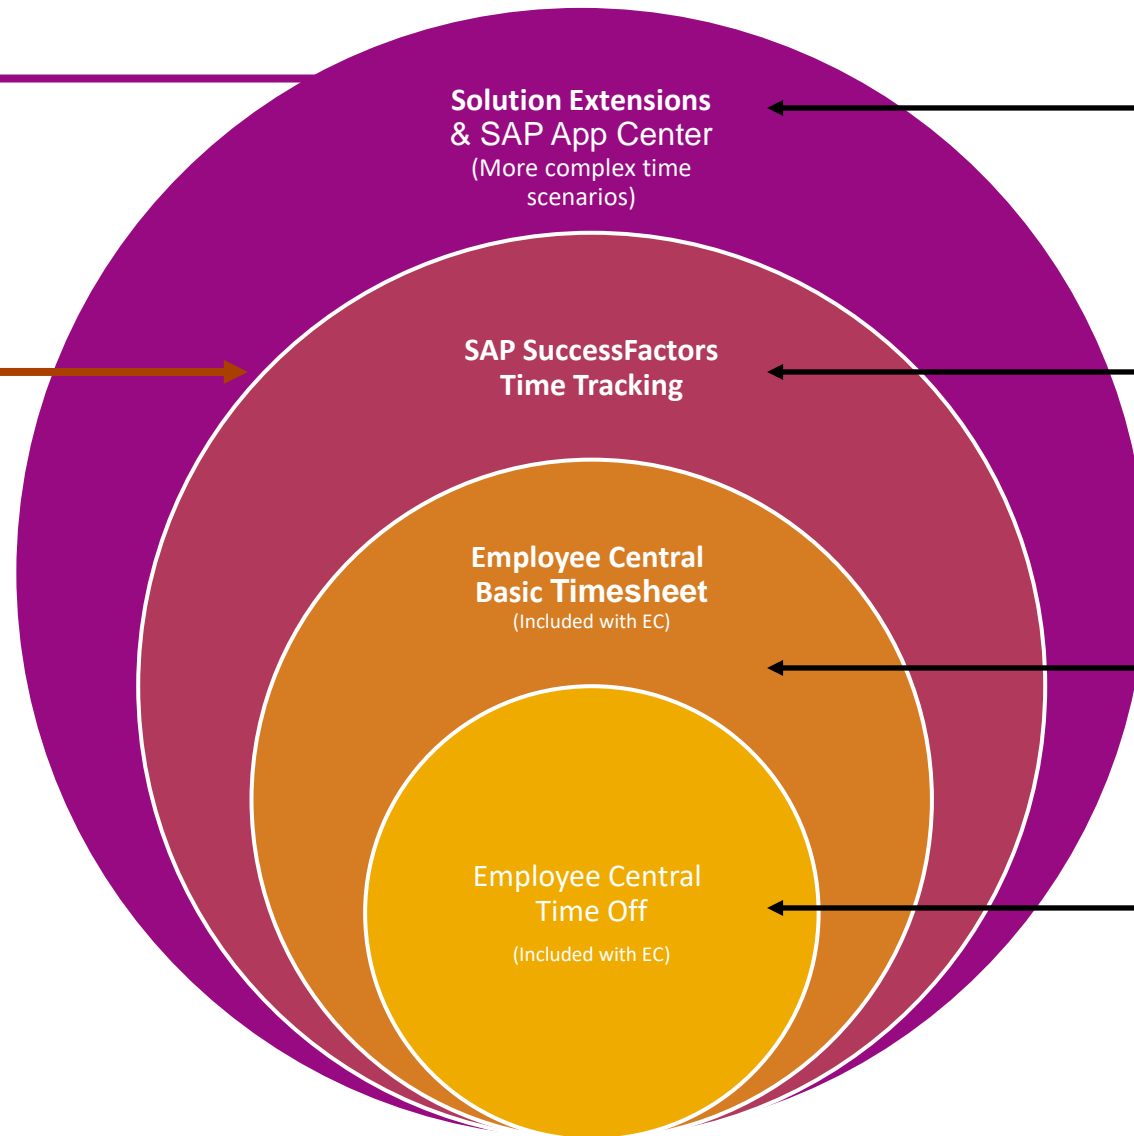 Solution Extensions
& SAP App Center
(More complex time
scenarios)
SAP SuccessFactors
Time Tracking
Employee Central
Basic Timesheet
(Included with EC)
Employee Central
Time Off
(Included with EC)